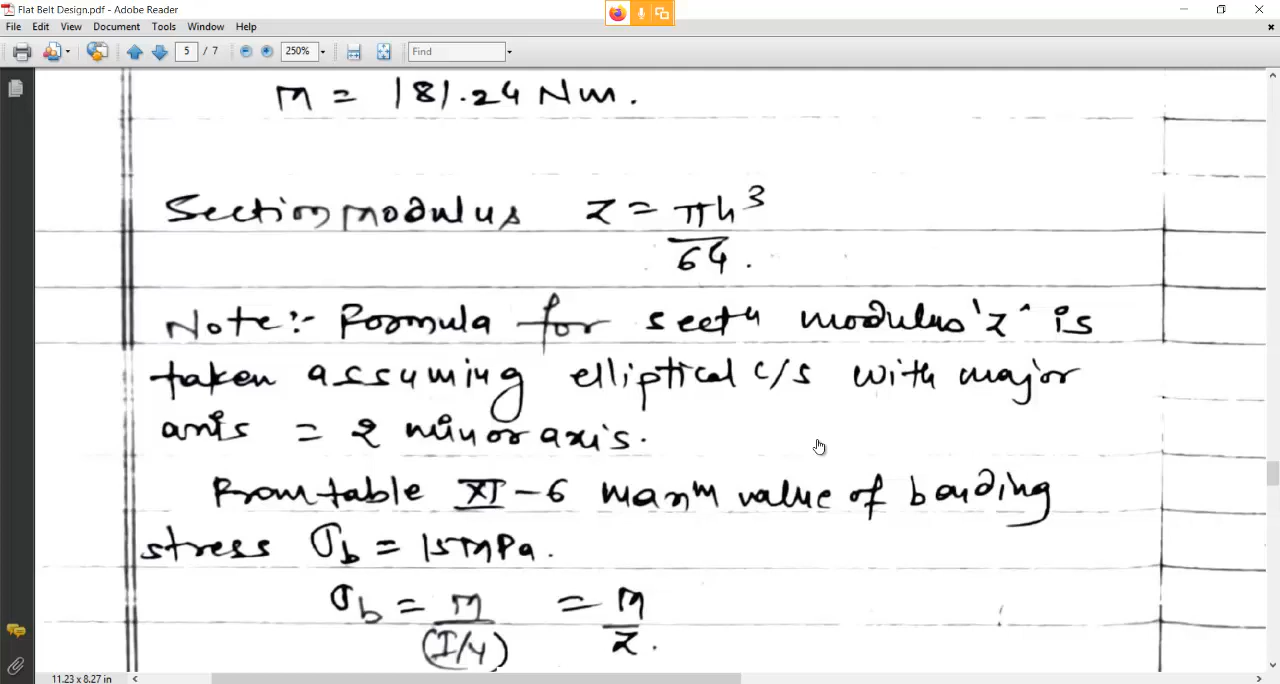 Flat Belt Design.pdf - Adobe Reader
File Edit View Document Tools Window Help
5 / 7 250% Find
M = 181.24 Nm.
Section modulus Z = πh³/64.
Note:- Formula for sectn modulus 'Z' is
taken assuming elliptical c/s with major
axis = 2 minor axis.
From table XI-6 maxm value of bending
stress σb = 15MPa.
σb = M/(I/y) = M/Z.
11.23 x 8.27 in